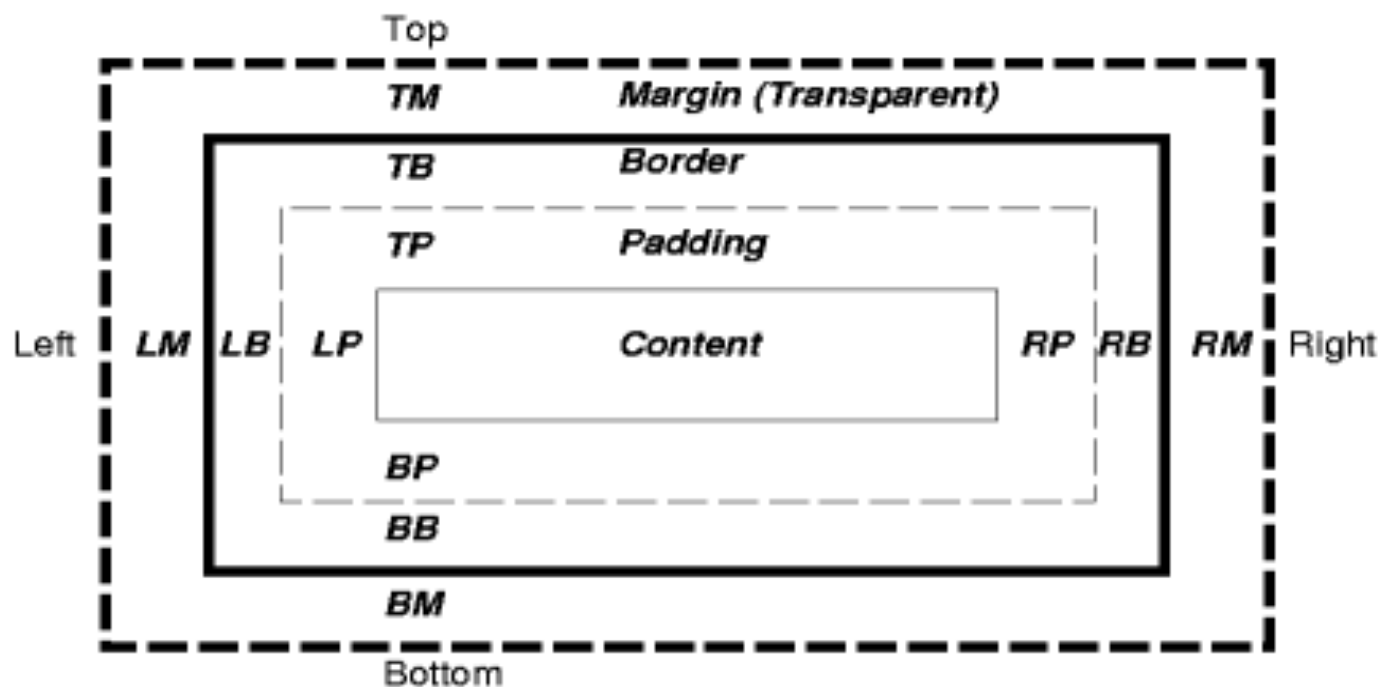 Top
TM Margin (Transparent)
TB Border
TP Padding
Left LM LB LP Content RP RB RM Right
BP
BB
BM
Bottom